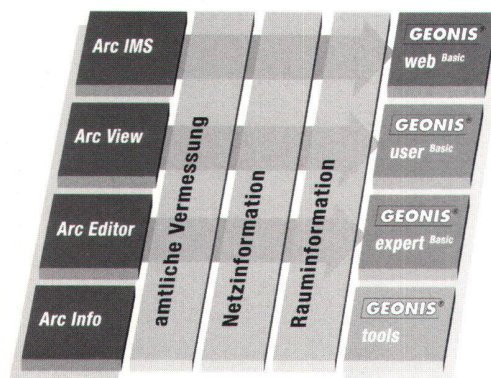 Arc IMS
Arc View
Arc Editor
Arc Info
amtliche Vermessung
Netzinformation
Rauminformation
GEONIS®
web Basic
GEONIS®
user Basic
GEONIS®
expert Basic
GEONIS®
tools